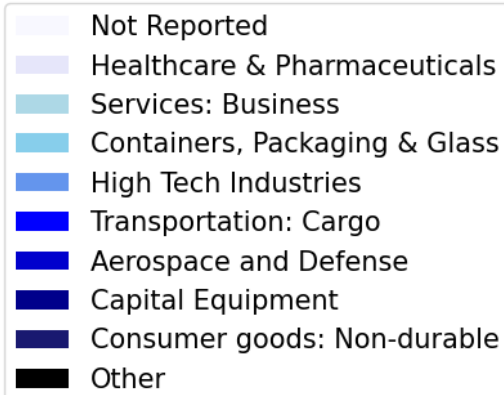 Not Reported
Healthcare & Pharmaceuticals
Services: Business
Containers, Packaging & Glass
High Tech Industries
Transportation: Cargo
Aerospace and Defense
Capital Equipment
Consumer goods: Non-durable
Other